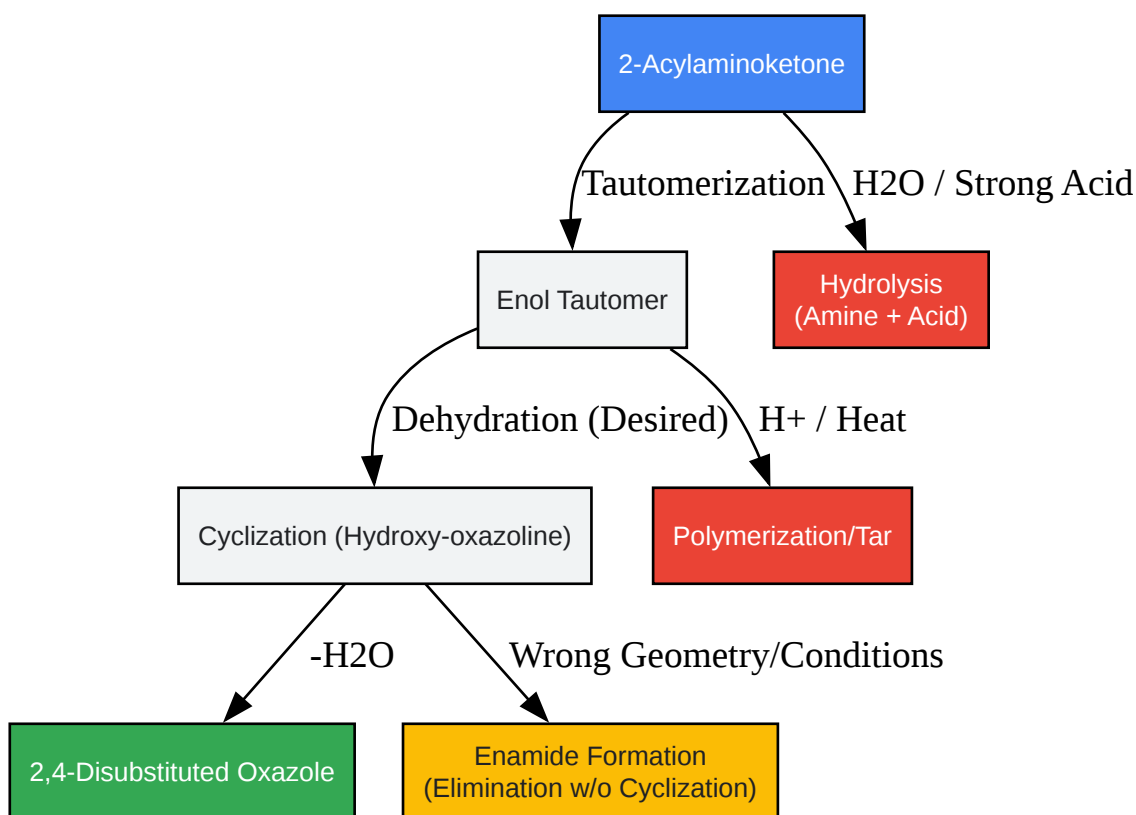 2-Acylaminoketone
Tautomerization
H2O / Strong Acid
Enol Tautomer
Hydrolysis
(Amine + Acid)
Dehydration (Desired)
H+ / Heat
Cyclization (Hydroxy-oxazoline)
Polymerization/Tar
-H2O
Wrong Geometry/Conditions
2,4-Disubstituted Oxazole
Enamide Formation
(Elimination w/o Cyclization)